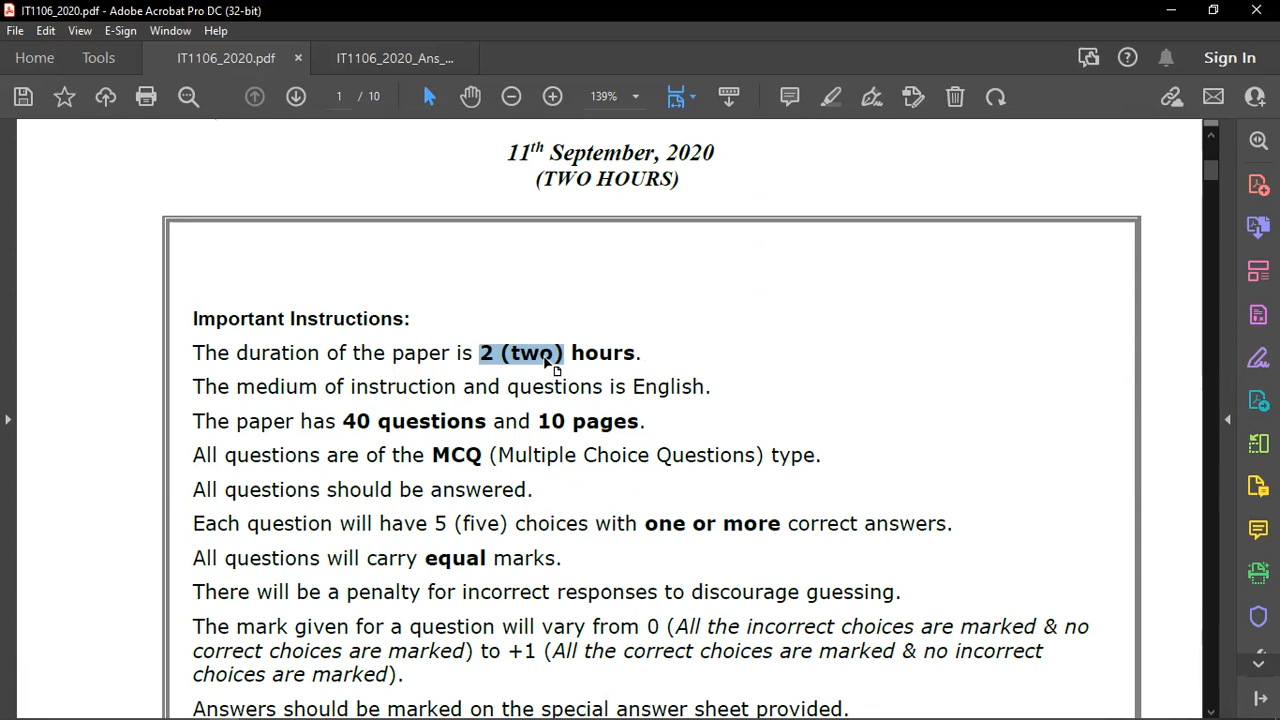 IT1106_2020.pdf - Adobe Acrobat Pro DC (32-bit)
File Edit View E-Sign Window Help
Home Tools IT1106_2020.pdf × IT1106_2020_Ans_... Sign In
1 / 10 139%
11th September, 2020
(TWO HOURS)
Important Instructions:
The duration of the paper is 2 (two) hours.
The medium of instruction and questions is English.
The paper has 40 questions and 10 pages.
All questions are of the MCQ (Multiple Choice Questions) type.
All questions should be answered.
Each question will have 5 (five) choices with one or more correct answers.
All questions will carry equal marks.
There will be a penalty for incorrect responses to discourage guessing.
The mark given for a question will vary from 0 (All the incorrect choices are marked & no
correct choices are marked) to +1 (All the correct choices are marked & no incorrect
choices are marked).
Answers should be marked on the special answer sheet provided.